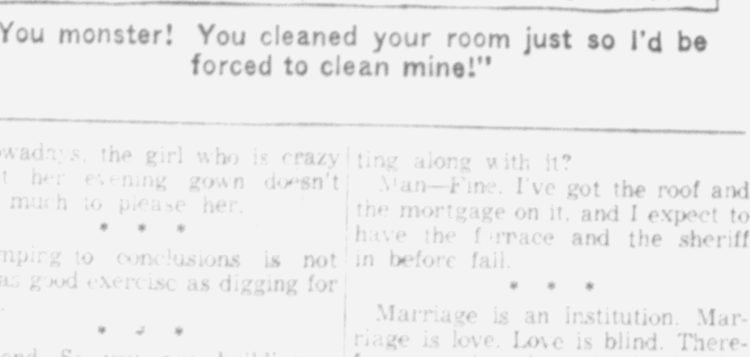 You monster! You cleaned your room just so I'd be
forced to clean mine!"
the girl who is crazy
her evening gown doesn't
much to please her.
* * *
to conclusions is not
as good exercise as digging for
* * *
ting along with it?
Man—Fine. I've got the roof and
the mortgage on it, and I expect to
have the furnace and the sheriff
in before fall.
* * *
Marriage is an institution. Mar-
riage is love. Love is blind. There-